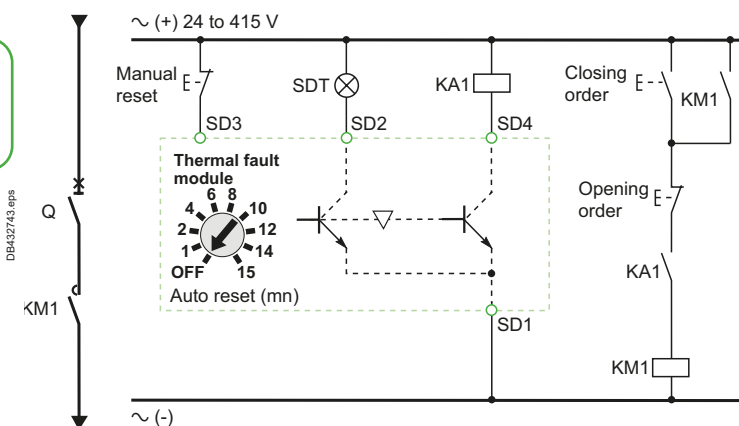 ∼ (+) 24 to 415 V
Manual
reset
SDT
KA1
Closing
order
KM1
SD3
SD2
SD4
Thermal fault
module
OFF
1
2
4
6
8
10
12
14
15
Auto reset (mn)
SD1
Opening
order
KA1
KM1
Q
KM1
DB432743.eps
∼ (-)